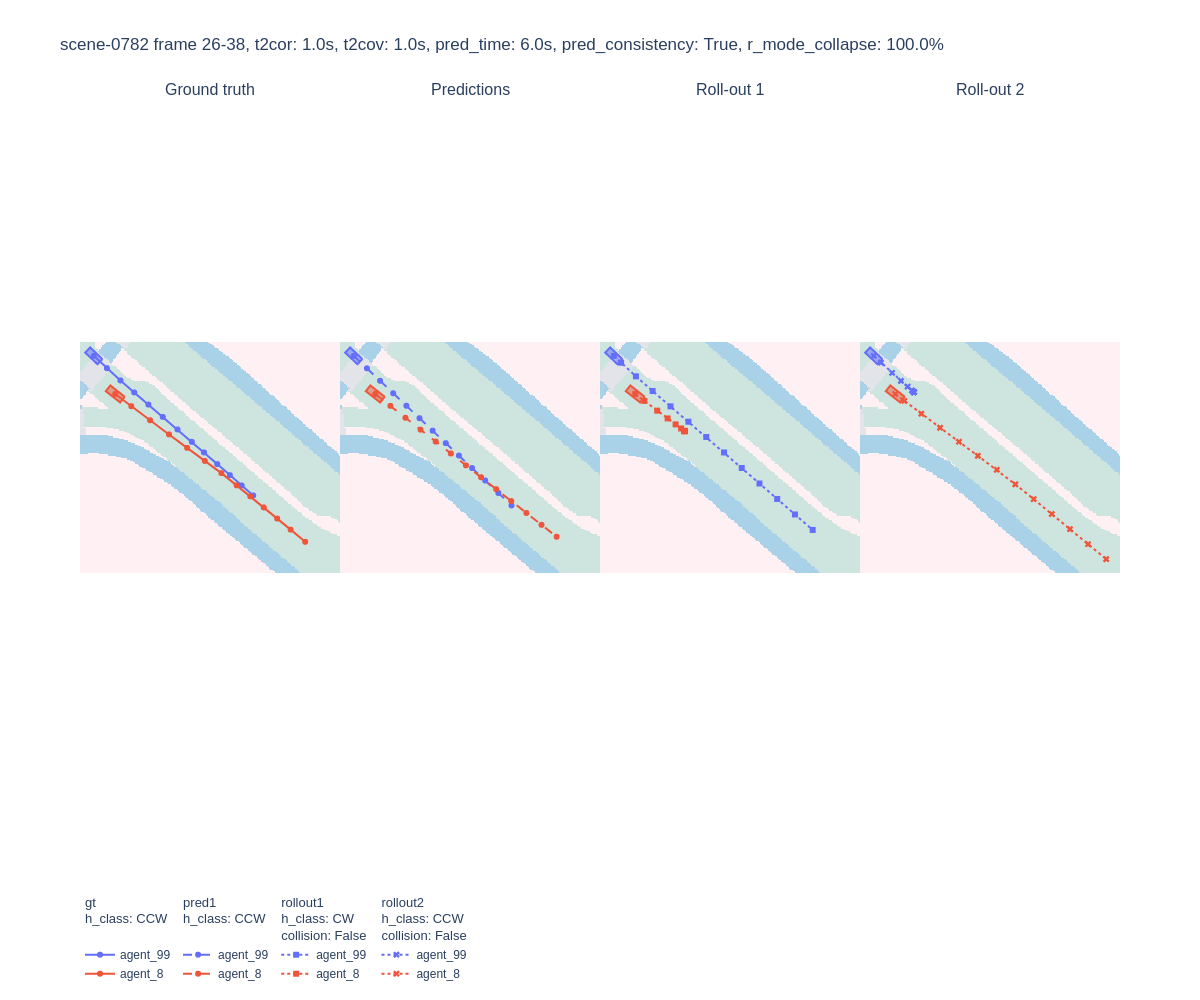 scene-0782 frame 26-38, t2cor: 1.0s, t2cov: 1.0s, pred_time: 6.0s, pred_consistency: True, r_mode_collapse: 100.0%
Ground truth
Predictions
Roll-out 1
Roll-out 2
gt
h_class: CCW
agent_99
agent_8
pred1
h_class: CCW
agent_99
agent_8
rollout1
h_class: CW
collision: False
agent_99
agent_8
rollout2
h_class: CCW
collision: False
agent_99
agent_8